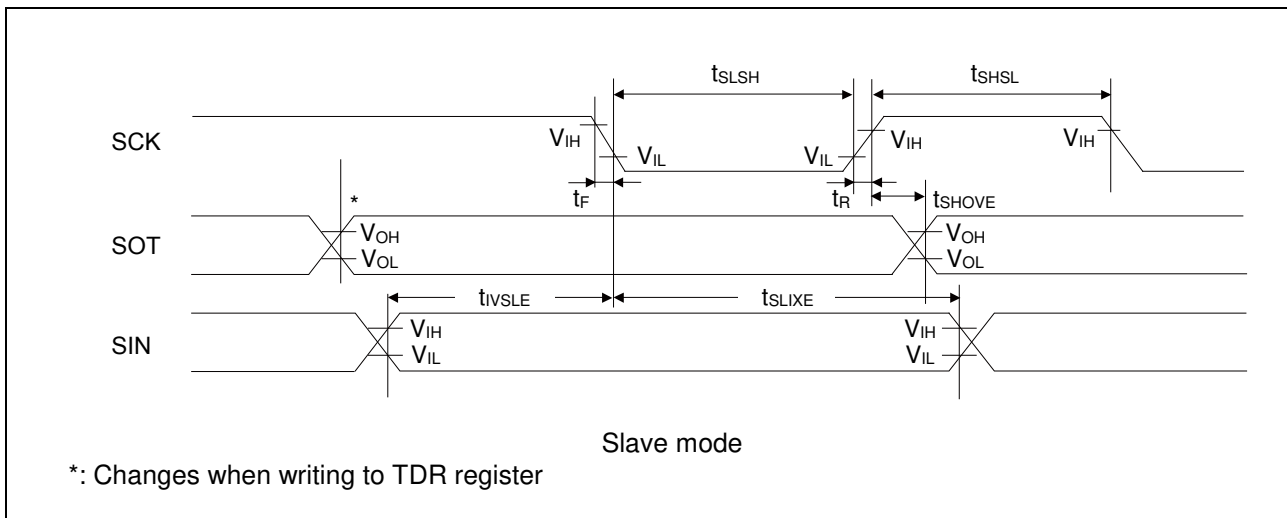 tSLSH tSHSL
SCK VIH VIL VIL VIH VIH
tF tR tSHOVE
*
SOT VOH VOH
VOL VOL
tIVSLE tSLIXE
SIN VIH VIH
VIL VIL
Slave mode
*: Changes when writing to TDR register